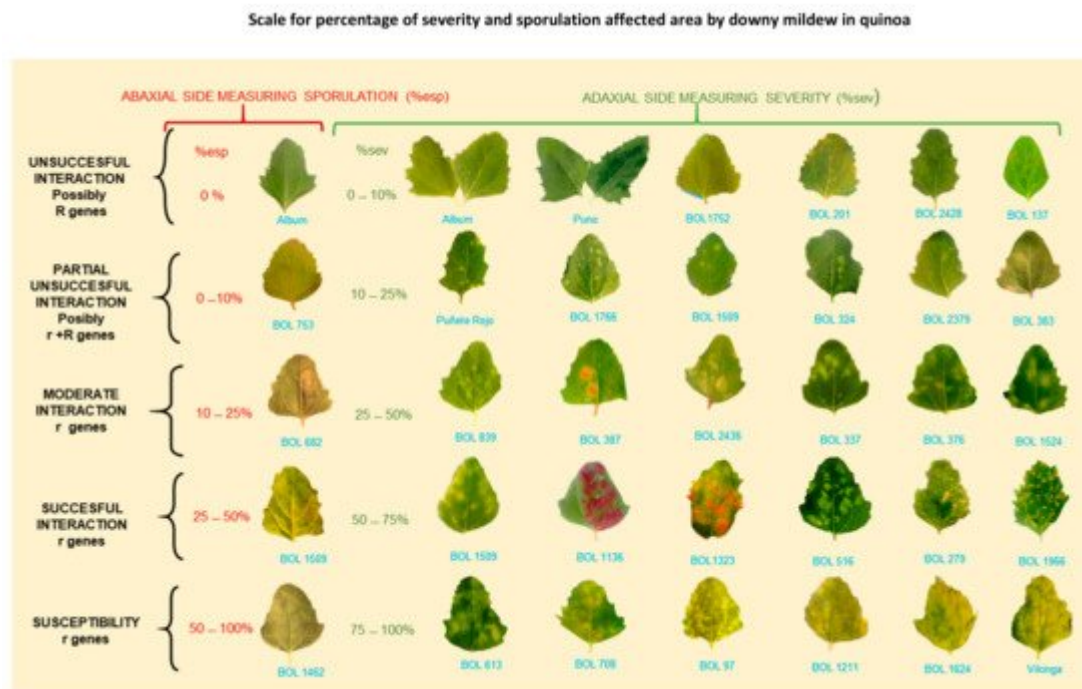 Scale for percentage of severity and sporulation affected area by downy mildew in quinoa
ABAXIAL SIDE MEASURING SPORULATION (%esp)
ADAXIAL SIDE MEASURING SEVERITY (%sev)
UNSUCCESFUL
INTERACTION
Possibly
R genes
%esp
0 %
Album
%sev
0 – 10%
Album
Puno
BOL 1752
BOL 201
BOL 2428
BOL 137
PARTIAL
UNSUCCESSFUL
INTERACTION
Posibly
r +R genes
0 – 10%
BOL 753
10 – 25%
Puñata Rojo
BOL 1766
BOL 1509
BOL 324
BOL 2379
BOL 363
MODERATE
INTERACTION
r genes
10 – 25%
BOL 682
25 – 50%
BOL 839
BOL 387
BOL 2436
BOL 337
BOL 376
BOL 1524
SUCCESFUL
INTERACTION
r genes
25 – 50%
BOL 1509
50 – 75%
BOL 1509
BOL 1136
BOL1323
BOL 516
BOL 279
BOL 1966
SUSCEPTIBILITY
r genes
50 – 100%
BOL 1462
75 – 100%
BOL 613
BOL 708
BOL 97
BOL 1211
BOL 1624
Vilonga